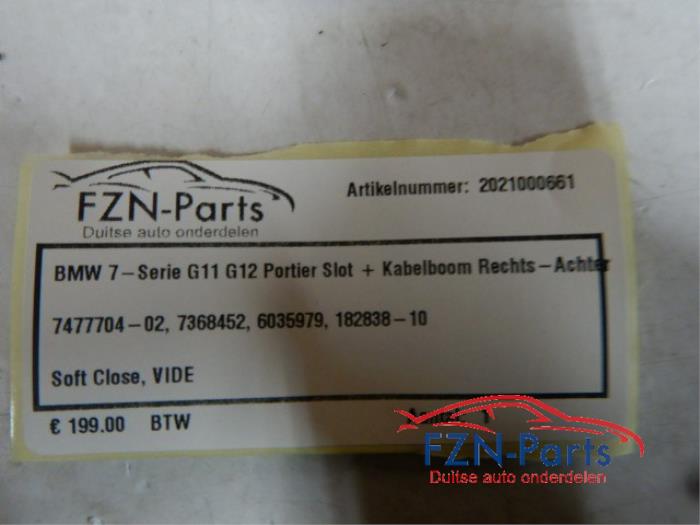 FZN-Parts
Duitse auto onderdelen
Artikelnummer: 2021000661
BMW 7-Serie G11 G12 Portier Slot + Kabelboom Rechts-Achter
7477704-02, 7368452, 6035979, 182838-10
Soft Close, VIDE
€ 199.00 BTW
FZN-Parts
Duitse auto onderdelen